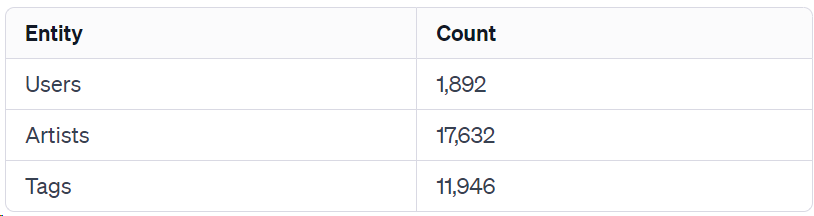 Entity Count
Users 1,892
Artists 17,632
Tags 11,946